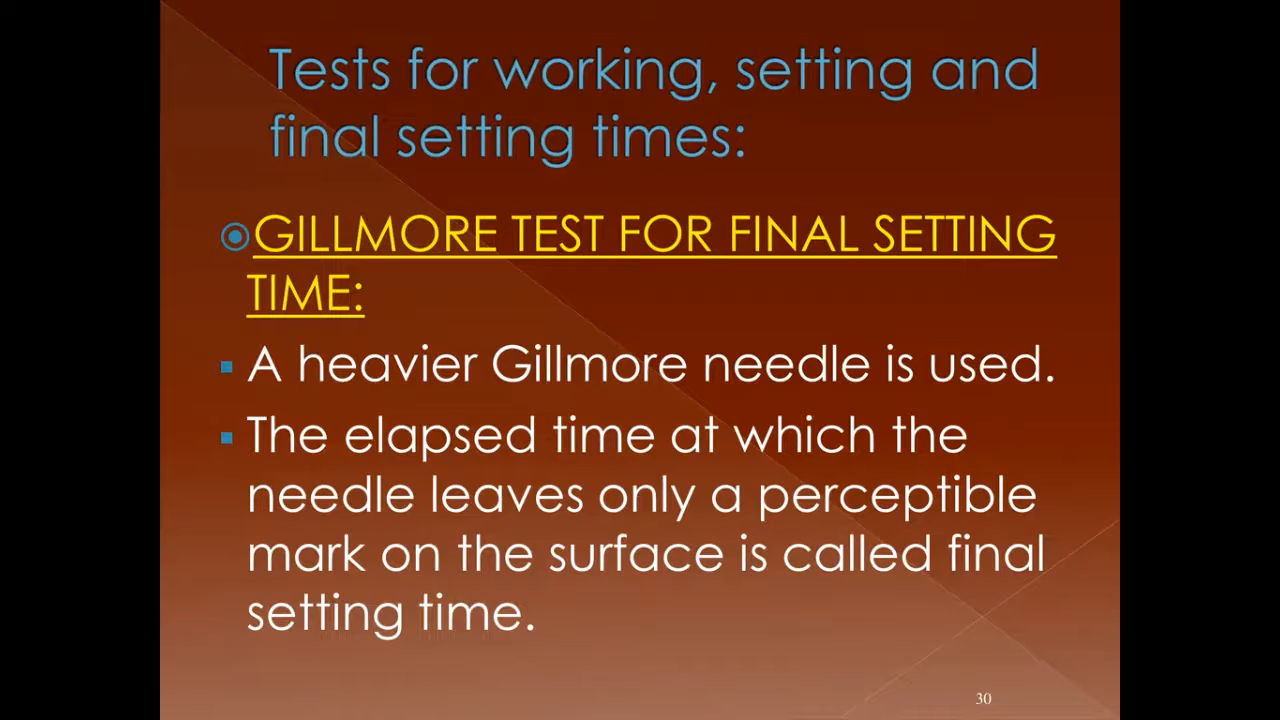 Tests for working, setting and
final setting times:
GILLMORE TEST FOR FINAL SETTING
TIME:
A heavier Gillmore needle is used.
The elapsed time at which the
needle leaves only a perceptible
mark on the surface is called final
setting time.
30